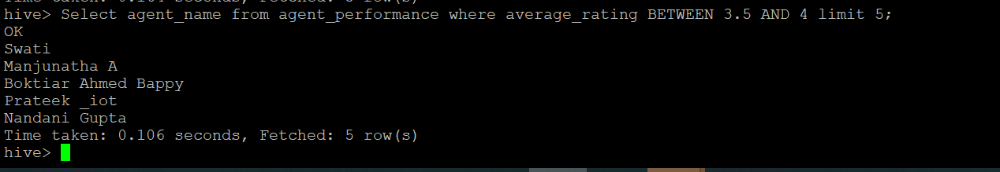 hive> Select agent_name from agent_performance where average_rating BETWEEN 3.5 AND 4 limit 5;
OK
Swati
Manjunatha A
Boktiar Ahmed Bappy
Prateek _iot
Nandani Gupta
Time taken: 0.106 seconds, Fetched: 5 row(s)
hive>